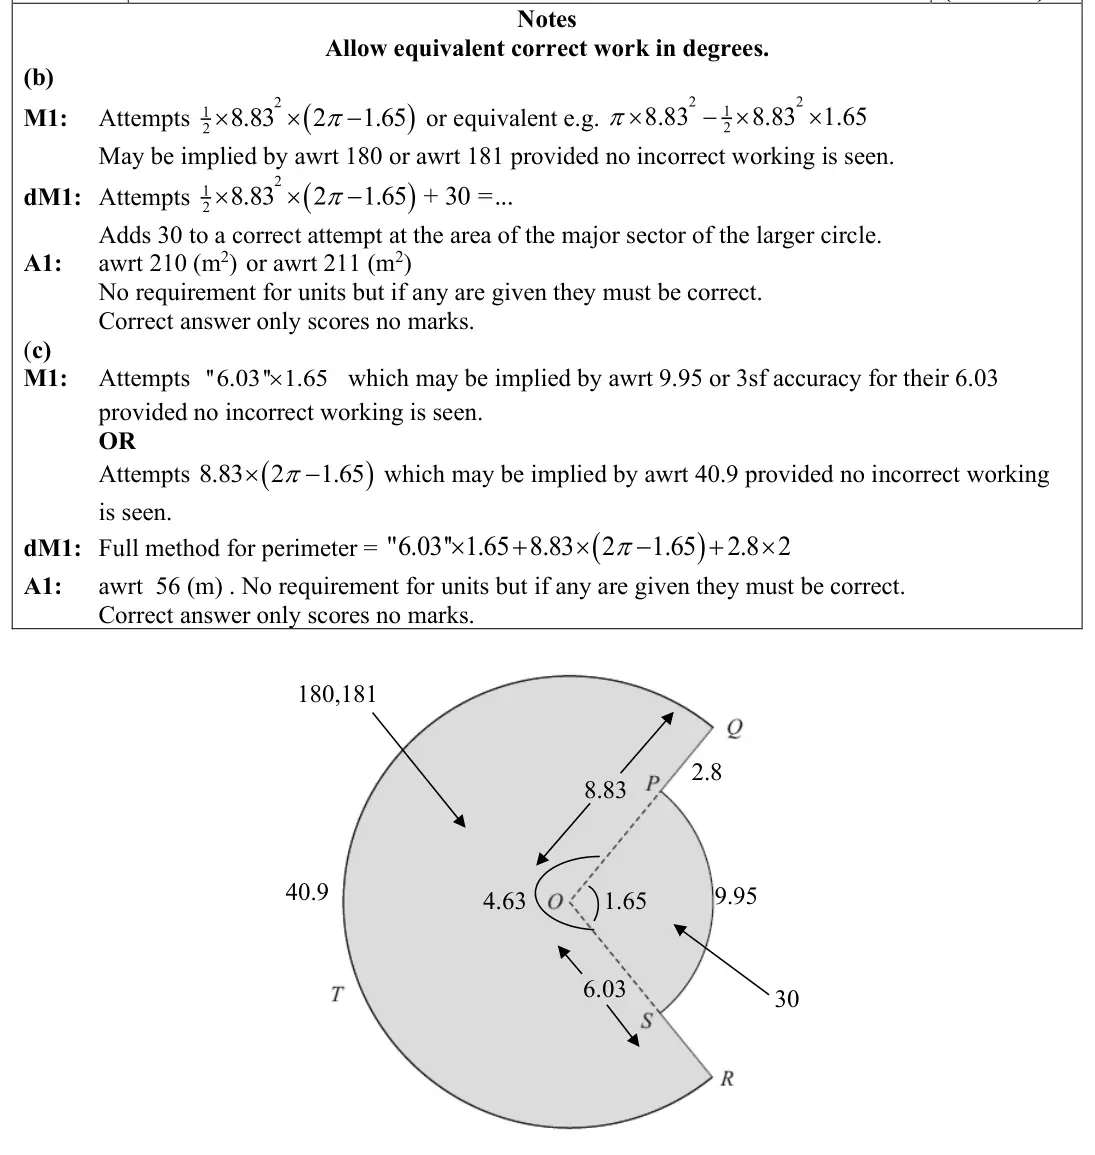 Notes
Allow equivalent correct work in degrees.
(b)
M1: Attempts ½×8.83²×(2π−1.65) or equivalent e.g. π×8.83²−½×8.83²×1.65
May be implied by awrt 180 or awrt 181 provided no incorrect working is seen.
dM1: Attempts ½×8.83²×(2π−1.65) + 30 =...
Adds 30 to a correct attempt at the area of the major sector of the larger circle.
A1: awrt 210 (m²) or awrt 211 (m²)
No requirement for units but if any are given they must be correct.
Correct answer only scores no marks.
(c)
M1: Attempts "6.03"×1.65 which may be implied by awrt 9.95 or 3sf accuracy for their 6.03
provided no incorrect working is seen.
OR
Attempts 8.83×(2π−1.65) which may be implied by awrt 40.9 provided no incorrect working
is seen.
dM1: Full method for perimeter = "6.03"×1.65+8.83×(2π−1.65)+2.8×2
A1: awrt 56 (m) . No requirement for units but if any are given they must be correct.
Correct answer only scores no marks.
180,181
Q
2.8
8.83 P
40.9 4.63 O 1.65 9.95
6.03
T 30
S
R